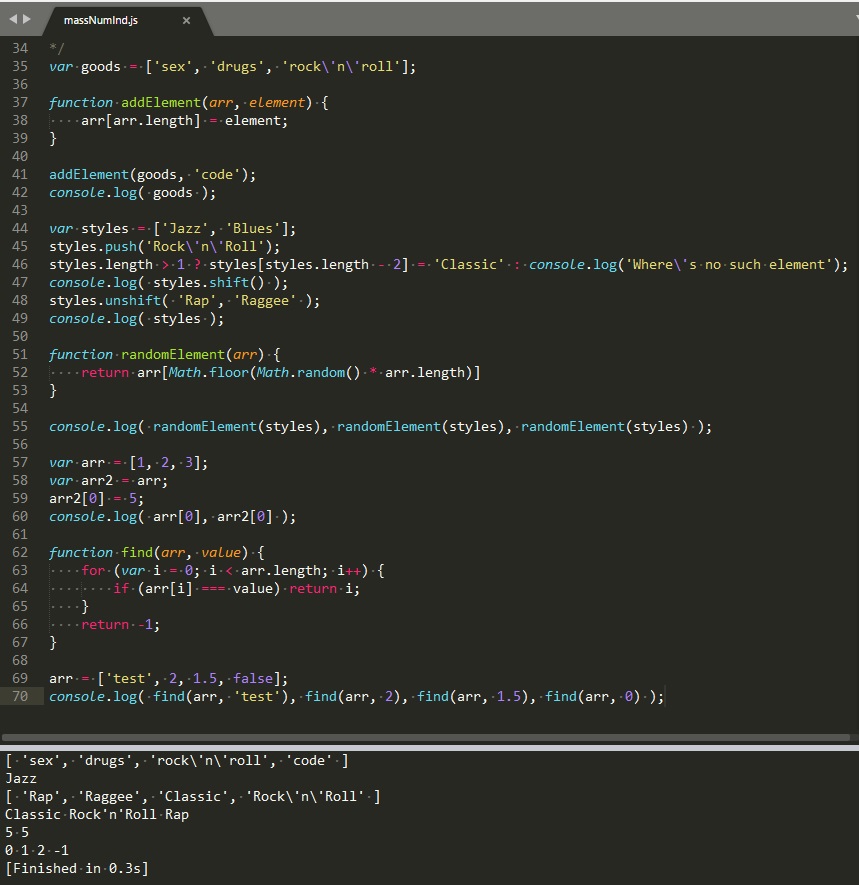 massNumInd.js ×
34 */
35 var goods = ['sex', 'drugs', 'rock\'n\'roll'];
36
37 function addElement(arr, element) {
38     arr[arr.length] = element;
39 }
40
41 addElement(goods, 'code');
42 console.log( goods );
43
44 var styles = ['Jazz', 'Blues'];
45 styles.push('Rock\'n\'Roll');
46 styles.length > 1 ? styles[styles.length - 2] = 'Classic' : console.log('Where\'s no such element');
47 console.log( styles.shift() );
48 styles.unshift( 'Rap', 'Raggee' );
49 console.log( styles );
50
51 function randomElement(arr) {
52     return arr[Math.floor(Math.random() * arr.length)]
53 }
54
55 console.log( randomElement(styles), randomElement(styles), randomElement(styles) );
56
57 var arr = [1, 2, 3];
58 var arr2 = arr;
59 arr2[0] = 5;
60 console.log( arr[0], arr2[0] );
61
62 function find(arr, value) {
63     for (var i = 0; i < arr.length; i++) {
64         if (arr[i] === value) return i;
65     }
66     return -1;
67 }
68
69 arr = ['test', 2, 1.5, false];
70 console.log( find(arr, 'test'), find(arr, 2), find(arr, 1.5), find(arr, 0) );
[ 'sex', 'drugs', 'rock\'n\'roll', 'code' ]
Jazz
[ 'Rap', 'Raggee', 'Classic', 'Rock\'n\'Roll' ]
Classic Rock'n'Roll Rap
5 5
0 1 2 -1
[Finished in 0.3s]